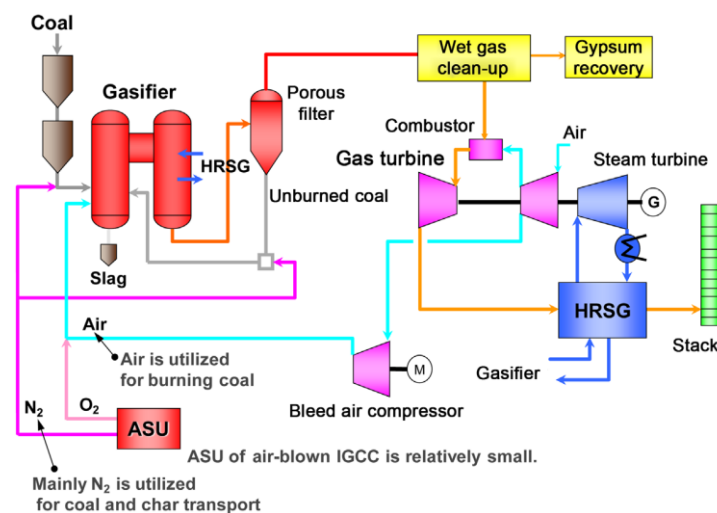 Coal
Gasifier
HRSG
Porous
filter
Unburned coal
Slag
Wet gas
clean-up
Gypsum
recovery
Combustor
Air
Gas turbine
Steam turbine
G
HRSG
Stack
Gasifier
Air
Air is utilized
for burning coal
M
Bleed air compressor
N2
O2
ASU
ASU of air-blown IGCC is relatively small.
Mainly N2 is utilized
for coal and char transport